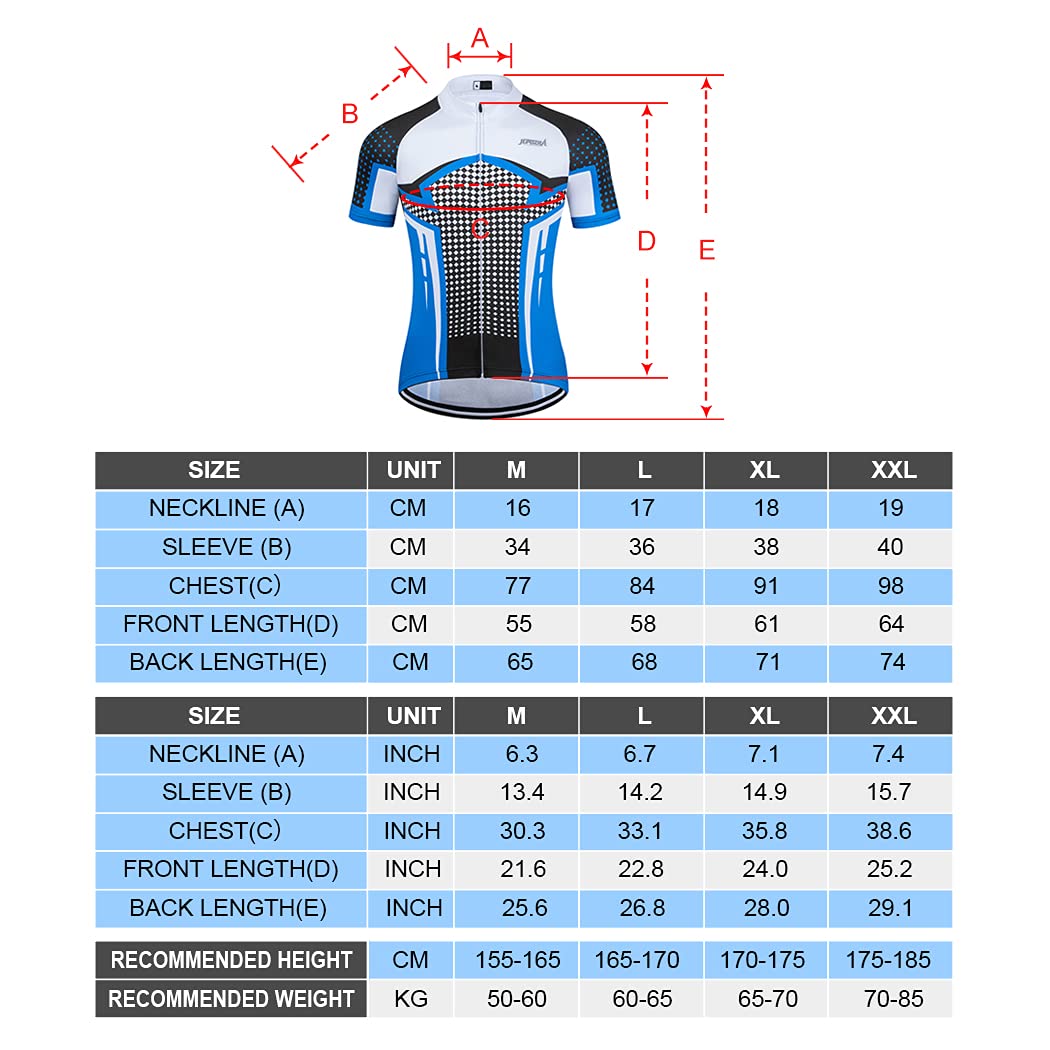 A
B
JEPOZRA
C
D
E
SIZE UNIT M L XL XXL
NECKLINE (A) CM 16 17 18 19
SLEEVE (B) CM 34 36 38 40
CHEST(C) CM 77 84 91 98
FRONT LENGTH(D) CM 55 58 61 64
BACK LENGTH(E) CM 65 68 71 74
SIZE UNIT M L XL XXL
NECKLINE (A) INCH 6.3 6.7 7.1 7.4
SLEEVE (B) INCH 13.4 14.2 14.9 15.7
CHEST(C) INCH 30.3 33.1 35.8 38.6
FRONT LENGTH(D) INCH 21.6 22.8 24.0 25.2
BACK LENGTH(E) INCH 25.6 26.8 28.0 29.1
RECOMMENDED HEIGHT CM 155-165 165-170 170-175 175-185
RECOMMENDED WEIGHT KG 50-60 60-65 65-70 70-85